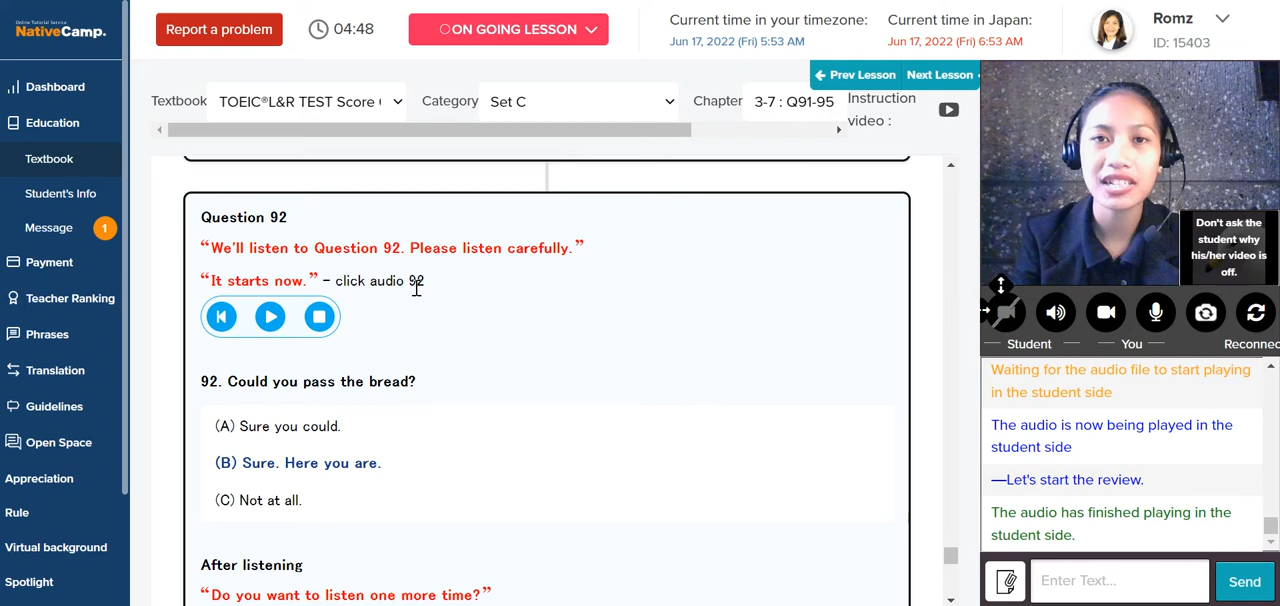 Online Tutorial Service
NativeCamp.
Report a problem
04:48
ON GOING LESSON
Current time in your timezone:
Jun 17, 2022 (Fri) 5:53 AM
Current time in Japan:
Jun 17, 2022 (Fri) 6:53 AM
Romz
ID: 15403
Dashboard
Education
Textbook
Student's Info
Message
1
Payment
Teacher Ranking
Phrases
Translation
Guidelines
Open Space
Appreciation
Rule
Virtual background
Spotlight
Prev Lesson
Next Lesson
Textbook
TOEIC®L&R TEST Score
Category
Set C
Chapter
3-7 : Q91-95
Instruction
video :
Question 92
“We’ll listen to Question 92. Please listen carefully.”
“It starts now.” – click audio 92
92. Could you pass the bread?
(A) Sure you could.
(B) Sure. Here you are.
(C) Not at all.
After listening
“Do you want to listen one more time?”
Don't ask the
student why
his/her video is
off.
Student
You
Reconnec
Waiting for the audio file to start playing
in the student side
The audio is now being played in the
student side
—Let's start the review.
The audio has finished playing in the
student side.
Enter Text...
Send